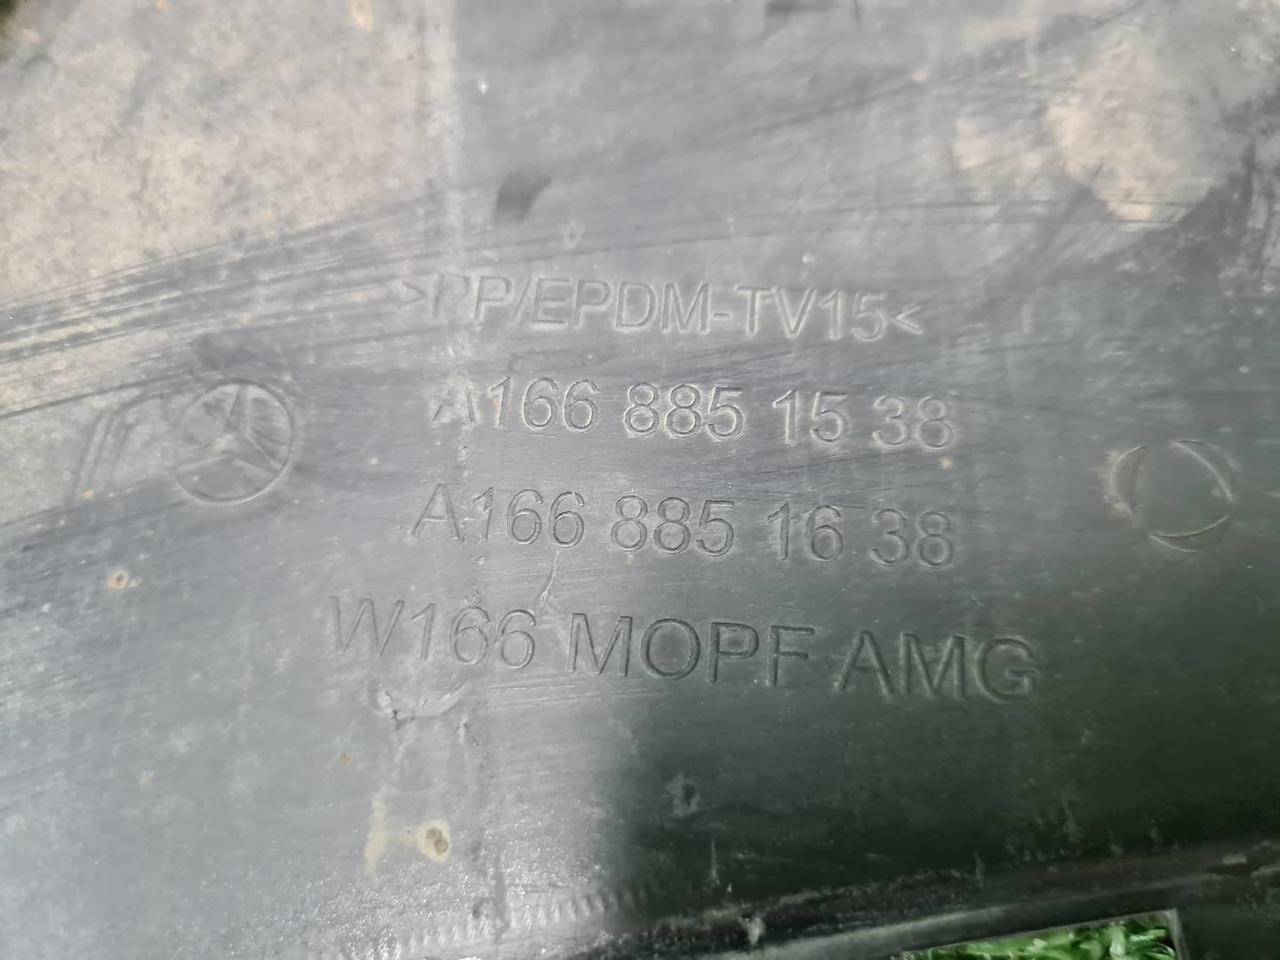 >PP/EPDM-TV15<
A166 885 15 38
A166 885 16 38
W166 MOPF AMG